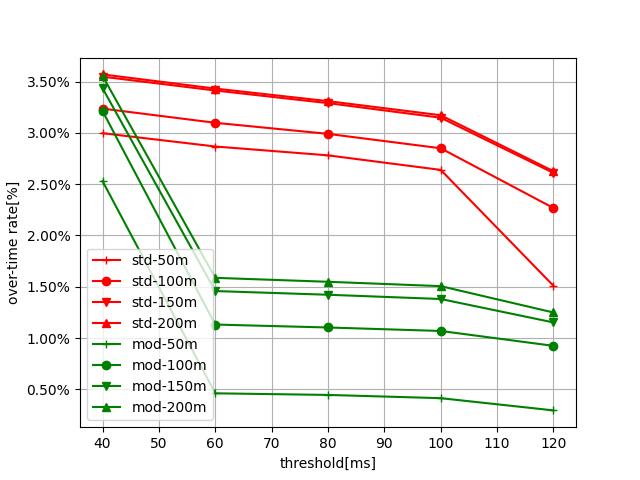 3.50%
3.00%
2.50%
2.00%
1.50%
1.00%
0.50%
over-time rate[%]
std-50m
std-100m
std-150m
std-200m
mod-50m
mod-100m
mod-150m
mod-200m
40 50 60 70 80 90 100 110 120
threshold[ms]